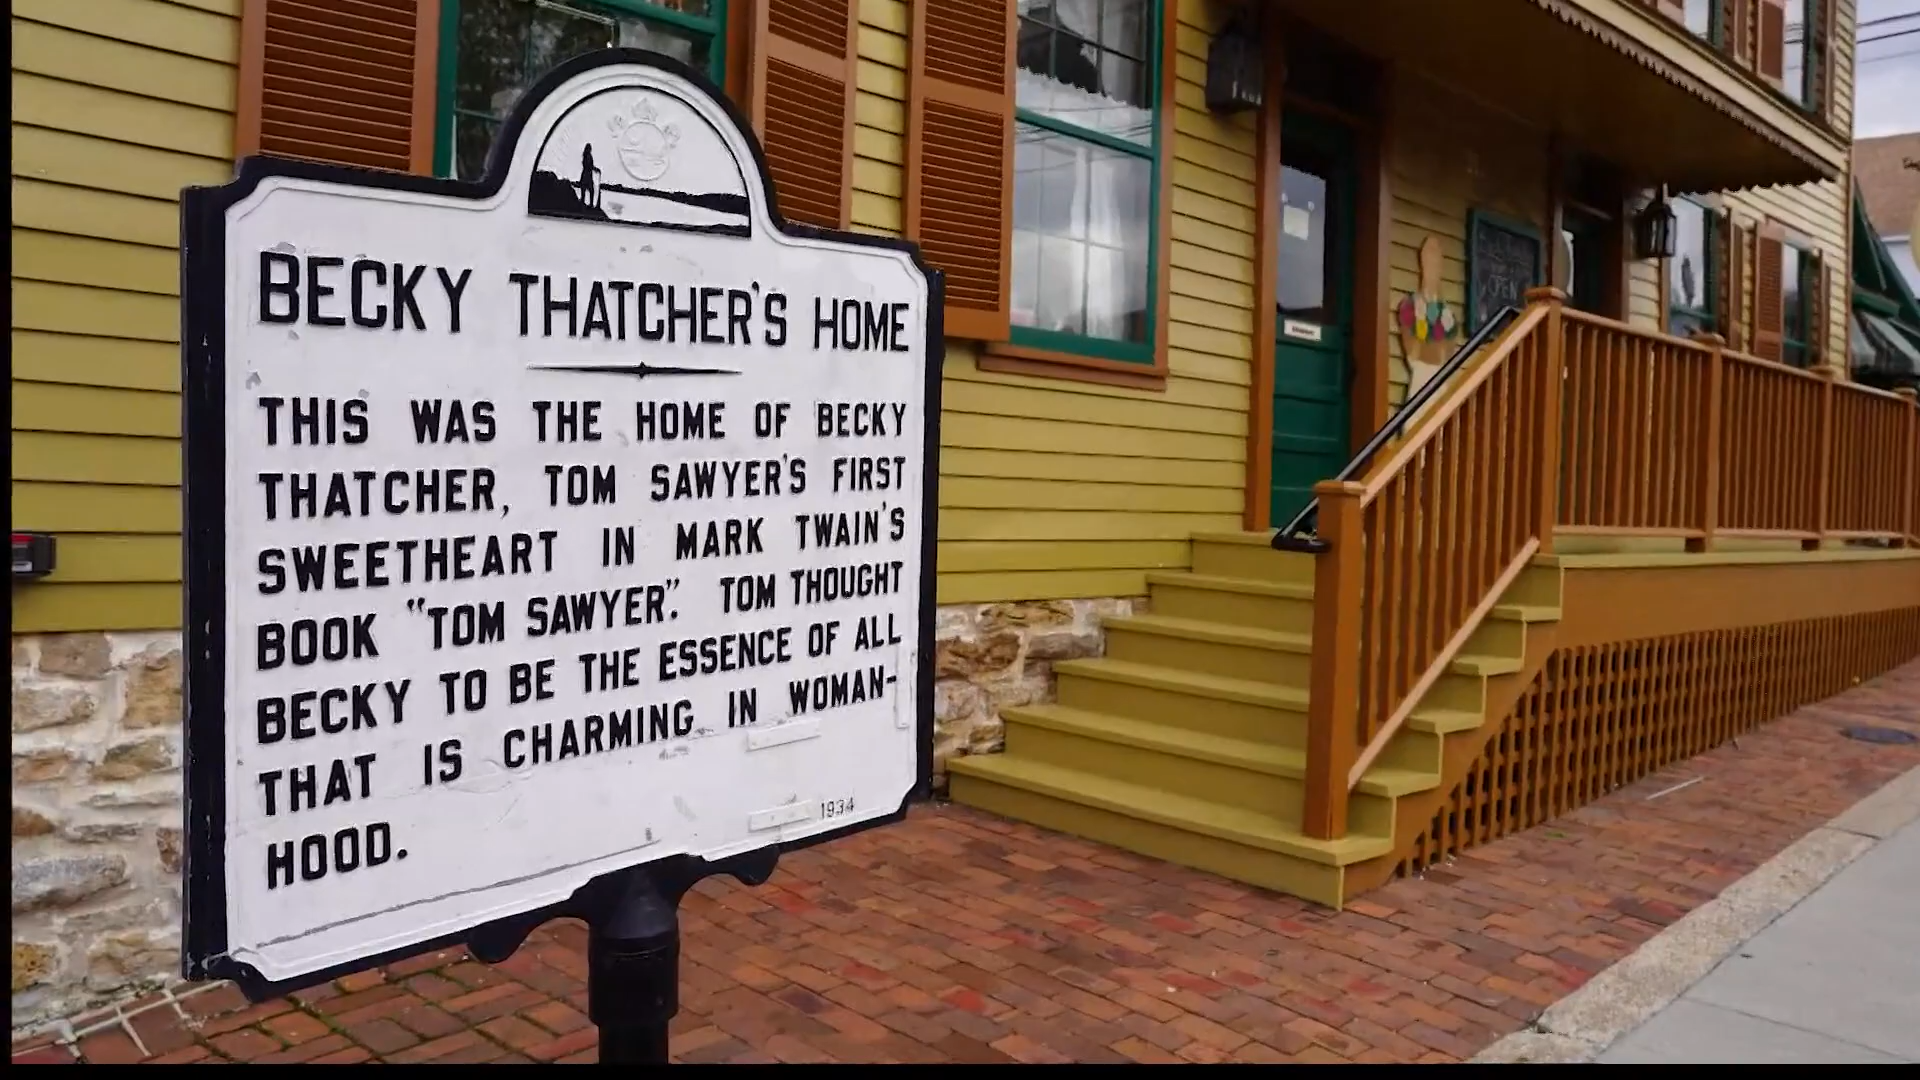 BECKY THATCHER'S HOME
THIS WAS THE HOME OF BECKY
THATCHER, TOM SAWYER'S FIRST
SWEETHEART IN MARK TWAIN'S
BOOK "TOM SAWYER". TOM THOUGHT
BECKY TO BE THE ESSENCE OF ALL
THAT IS CHARMING IN WOMAN-
HOOD.
1934
OPEN